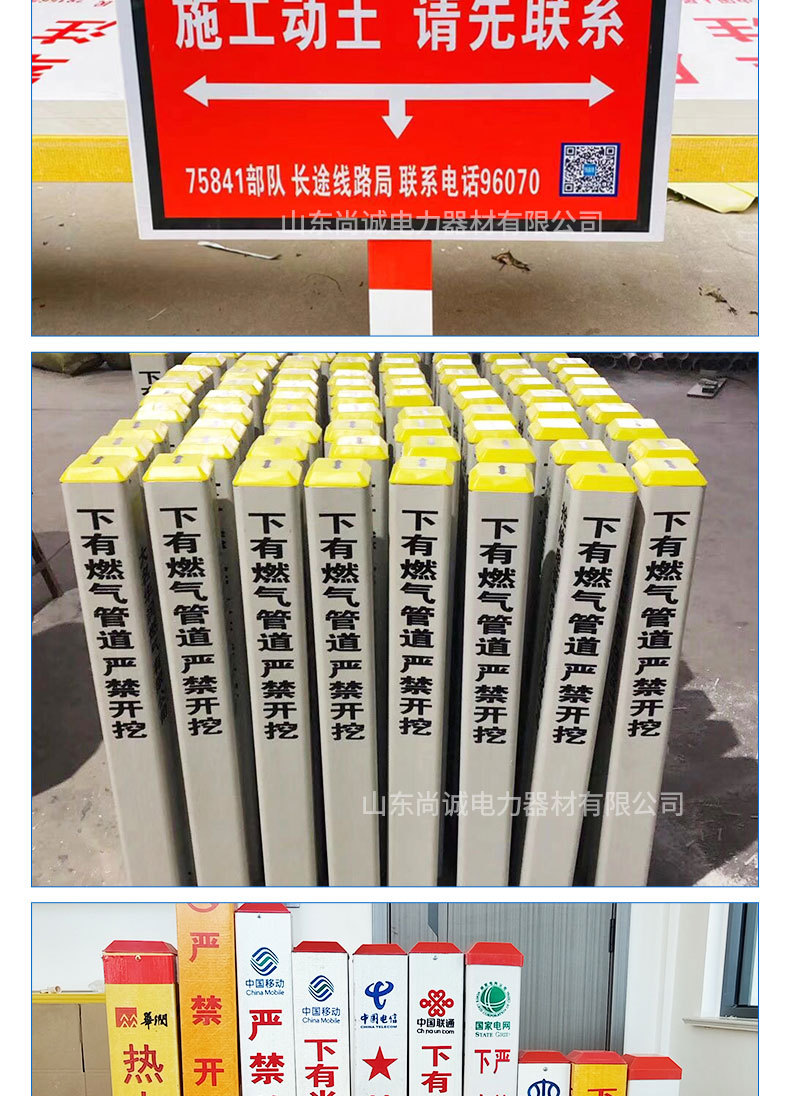 施工动土 请先联系
75841部队 长途线路局 联系电话96070
山东尚诚电力器材有限公司
下有
下有燃气管道 严禁开挖
下有燃气管道 严禁开挖
下有燃气管道 严禁开挖
下有燃气管道 严禁开挖
下有燃气管道 严禁开挖
下有燃气管道 严禁开挖
下有燃气管道 严禁开挖
下有燃气管道 严禁开挖
山东尚诚电力器材有限公司
华润
热
严禁开
中国移动
China Mobile
严禁
中国移动
China Mobile
下有
中国电信
CHINA TELECOM
中国联通
China unicom
下有
国家电网
STATE GRID
严
下